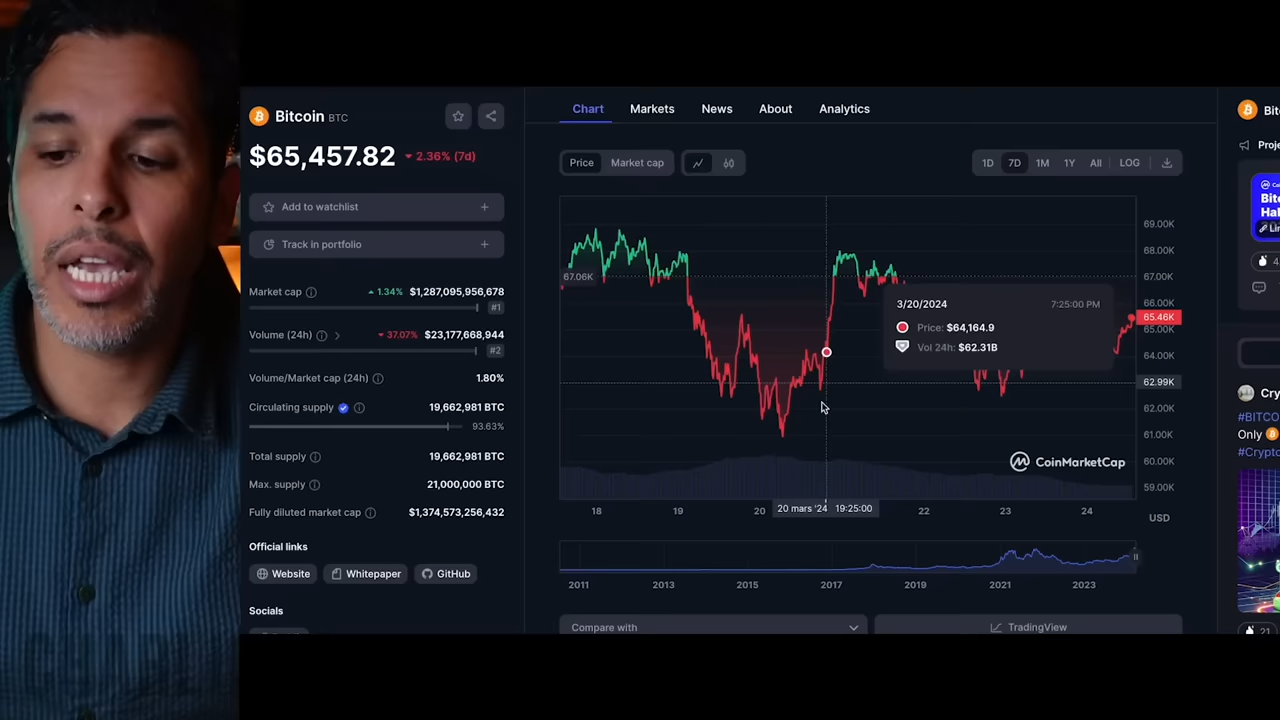 Bitcoin BTC
$65,457.82 2.36% (7d)
Add to watchlist +
Track in portfolio +
Market cap 1.34% $1,287,095,956,678
#1
Volume (24h) 37.07% $23,177,668,944
#2
Volume/Market cap (24h) 1.80%
Circulating supply 19,662,981 BTC
93.63%
Total supply 19,662,981 BTC
Max. supply 21,000,000 BTC
Fully diluted market cap $1,374,573,256,432
Official links
Website Whitepaper GitHub
Socials
Chart Markets News About Analytics
Price Market cap
1D 7D 1M 1Y All LOG
69.00K
68.00K
67.06K
67.00K
66.00K
65.46K
65.00K
64.00K
62.99K
62.00K
61.00K
60.00K
59.00K
3/20/2024 7:25:00 PM
Price: $64,164.9
Vol 24h: $62.31B
CoinMarketCap
18 19 20 20 mars '24 19:25:00 22 23 24
USD
2011 2013 2015 2017 2019 2021 2023
Compare with
TradingView
Bi
Proje
Bit
Hal
Lin
4
Cry
#BITCO
Only
#Crypto
21